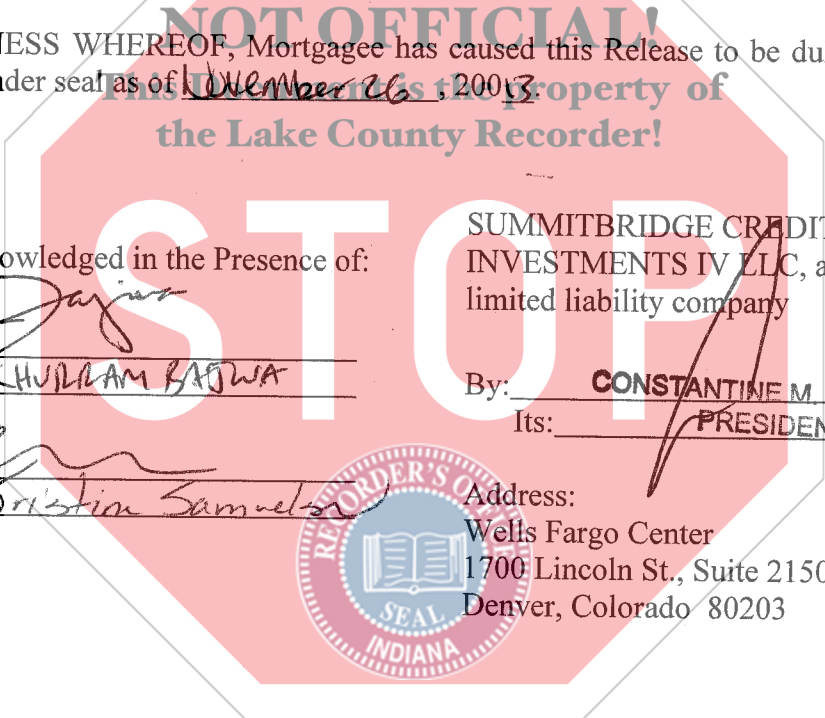 NOT OFFICIAL!
NESS WHEREOF, Mortgagee has caused this Release to be du
der seal as of November 26, 2013.
This Document is the property of
the Lake County Recorder!
STOP
owledged in the Presence of:
KHURRAM BAJWA
Kristin Samuelson
SUMMITBRIDGE CREDIT
INVESTMENTS IV LLC, a
limited liability company
By: CONSTANTINE M.
Its: PRESIDEN
Address:
Wells Fargo Center
1700 Lincoln St., Suite 2150
Denver, Colorado 80203
RECORDER'S OFFICE
SEAL
INDIANA